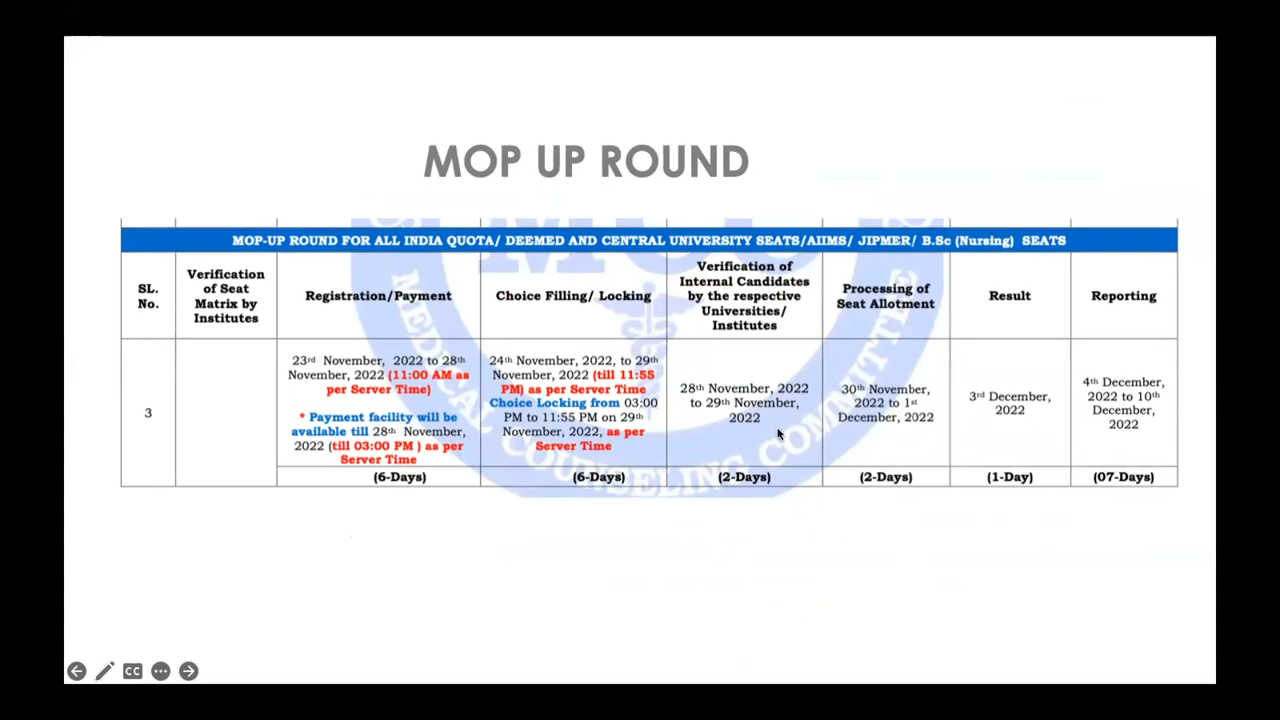 MOP UP ROUND
MOP-UP ROUND FOR ALL INDIA QUOTA/ DEEMED AND CENTRAL UNIVERSITY SEATS/AIIMS/ JIPMER/ B.Sc (Nursing) SEATS
SL.
No.
Verification
of Seat
Matrix by
Institutes
Registration/Payment
Choice Filling/ Locking
Verification of
Internal Candidates
by the respective
Universities/
Institutes
Processing of
Seat Allotment
Result
Reporting
3
23rd November, 2022 to 28th
November, 2022 (11:00 AM as
per Server Time)
* Payment facility will be
available till 28th November,
2022 (till 03:00 PM ) as per
Server Time
24th November, 2022, to 29th
November, 2022 (till 11:55
PM) as per Server Time
Choice Locking from 03:00
PM to 11:55 PM on 29th
November, 2022, as per
Server Time
28th November, 2022
to 29th November,
2022
30th November,
2022 to 1st
December, 2022
3rd December,
2022
4th December,
2022 to 10th
December,
2022
(6-Days)
(6-Days)
(2-Days)
(2-Days)
(1-Day)
(07-Days)
MEDICAL COUNSELING COMMITTEE
CC